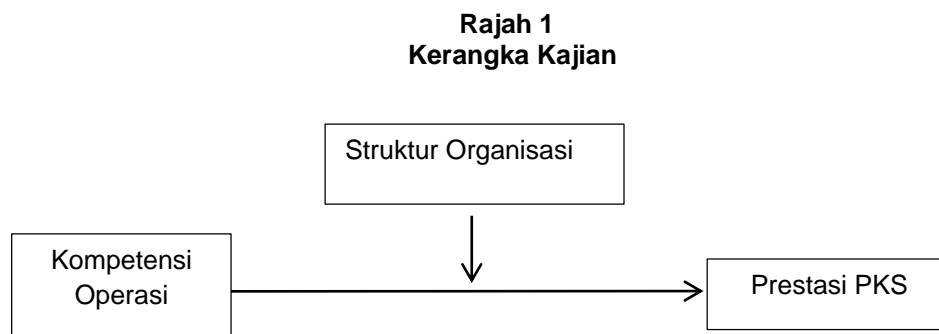 Rajah 1
Kerangka Kajian
Struktur Organisasi
Kompetensi
Operasi
Prestasi PKS